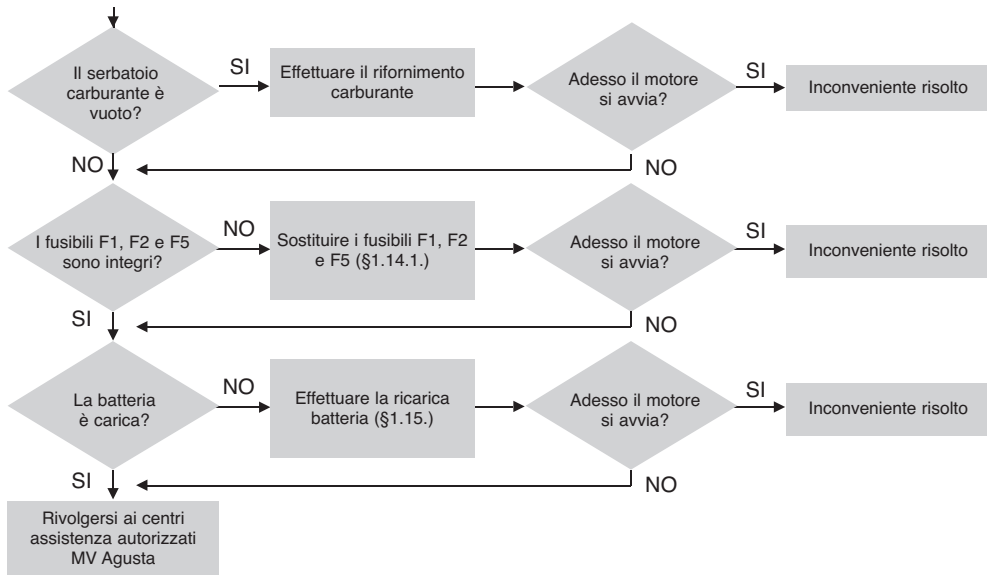 Il serbatoio
carburante è
vuoto?
SI
Effettuare il rifornimento
carburante
Adesso il motore
si avvia?
SI
Inconveniente risolto
NO
NO
I fusibili F1, F2 e F5
sono integri?
NO
Sostituire i fusibili F1, F2
e F5 (§1.14.1.)
Adesso il motore
si avvia?
SI
Inconveniente risolto
SI
NO
La batteria
è carica?
NO
Effettuare la ricarica
batteria (§1.15.)
Adesso il motore
si avvia?
SI
Inconveniente risolto
SI
NO
Rivolgersi ai centri
assistenza autorizzati
MV Agusta